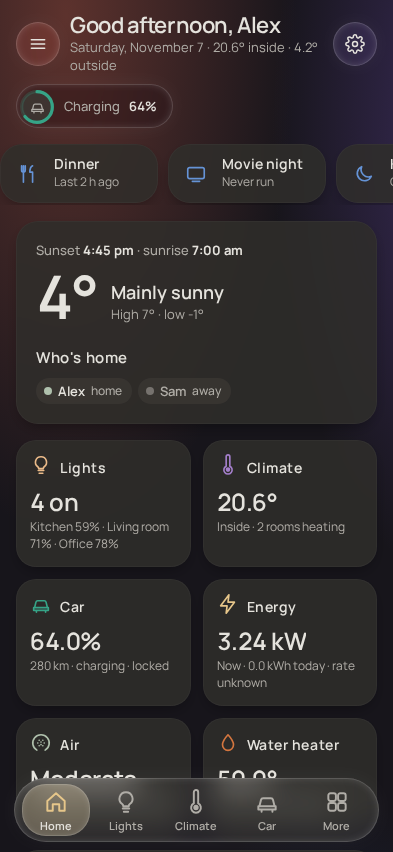 Good afternoon, Alex
Saturday, November 7 · 20.6° inside · 4.2°
outside
Charging 64%
Dinner
Last 2 h ago
Movie night
Never run
Sunset 4:45 pm · sunrise 7:00 am
4° Mainly sunny
High 7° · low -1°
Who's home
Alex home Sam away
Lights
4 on
Kitchen 59% · Living room
71% · Office 78%
Climate
20.6°
Inside · 2 rooms heating
Car
64.0%
280 km · charging · locked
Energy
3.24 kW
Now · 0.0 kWh today · rate
unknown
Air
Moderate
Water heater
Home Lights Climate Car More